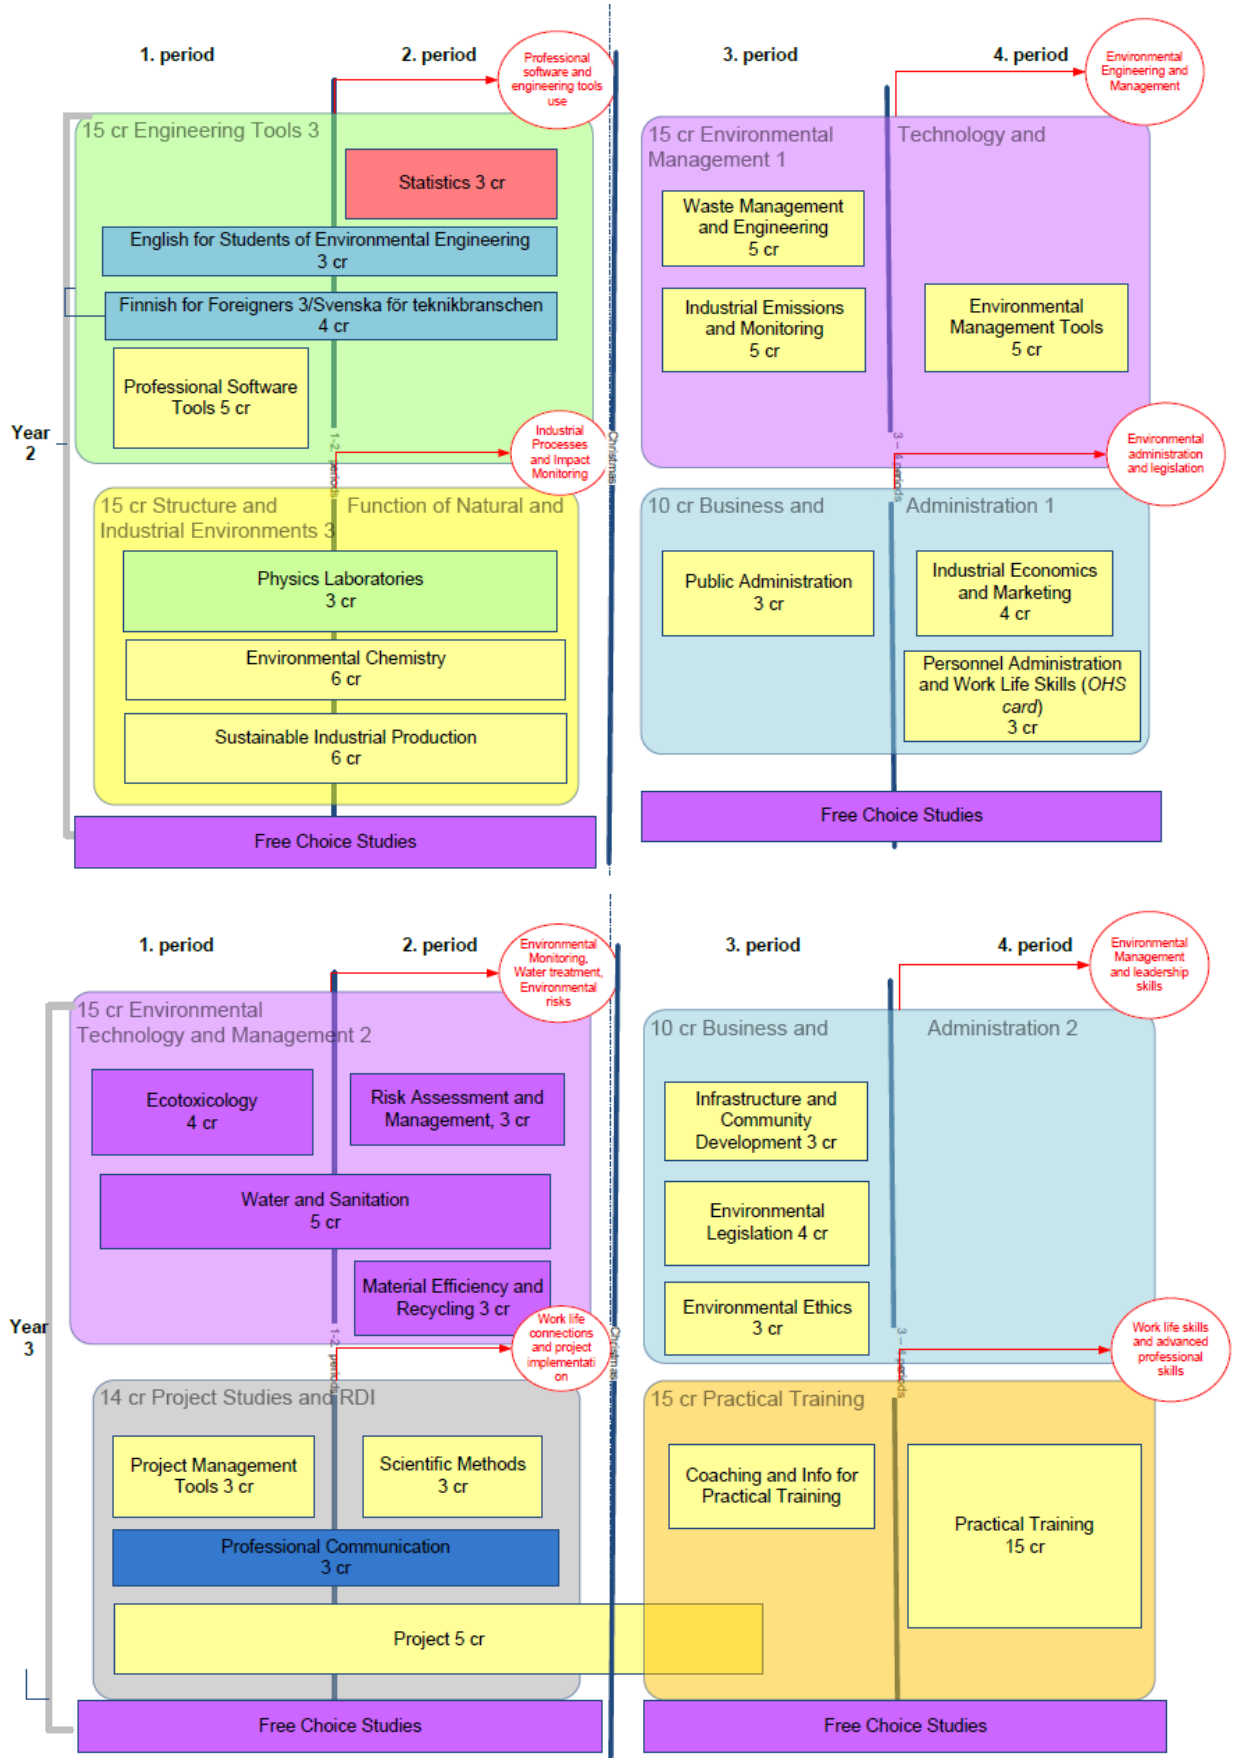 1. period
2. period
Professional
software and
engineering tools
use
3. period
4. period
Environmental
Engineering and
Management
15 cr Engineering Tools 3
Statistics 3 cr
English for Students of Environmental Engineering
3 cr
Finnish for Foreigners 3/Svenska för teknikbranschen
4 cr
Professional Software
Tools 5 cr
15 cr Environmental Technology and
Management 1
Waste Management
and Engineering
5 cr
Industrial Emissions
and Monitoring
5 cr
Environmental
Management Tools
5 cr
Year
2
1-2. periods
Industrial
Processes
and Impact
Monitoring
Christmas
3 – 4 periods
Environmental
administration
and legislation
15 cr Structure and Function of Natural and
Industrial Environments 3
Physics Laboratories
3 cr
Environmental Chemistry
6 cr
Sustainable Industrial Production
6 cr
10 cr Business and Administration 1
Public Administration
3 cr
Industrial Economics
and Marketing
4 cr
Personnel Administration
and Work Life Skills (OHS
card)
3 cr
Free Choice Studies
Free Choice Studies
1. period
2. period
Environmental
Monitoring,
Water treatment,
Environmental
risks
3. period
4. period
Environmental
Management
and leadership
skills
15 cr Environmental
Technology and Management 2
Ecotoxicology
4 cr
Risk Assessment and
Management, 3 cr
Water and Sanitation
5 cr
Material Efficiency and
Recycling 3 cr
10 cr Business and Administration 2
Infrastructure and
Community
Development 3 cr
Environmental
Legislation 4 cr
Environmental Ethics
3 cr
Year
3
1-2. periods
Work life
connections
and project
implementati
on
Christmas
3 – 4 periods
Work life skills
and advanced
professional
skills
14 cr Project Studies and RDI
Project Management
Tools 3 cr
Scientific Methods
3 cr
Professional Communication
3 cr
Project 5 cr
15 cr Practical Training
Coaching and Info for
Practical Training
Practical Training
15 cr
Free Choice Studies
Free Choice Studies